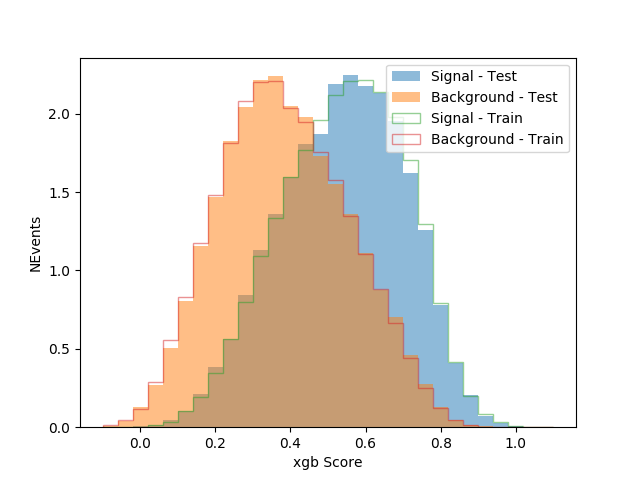 Signal - Test
Background - Test
Signal - Train
Background - Train
NEvents
2.0
1.5
1.0
0.5
0.0
0.0 0.2 0.4 0.6 0.8 1.0
xgb Score